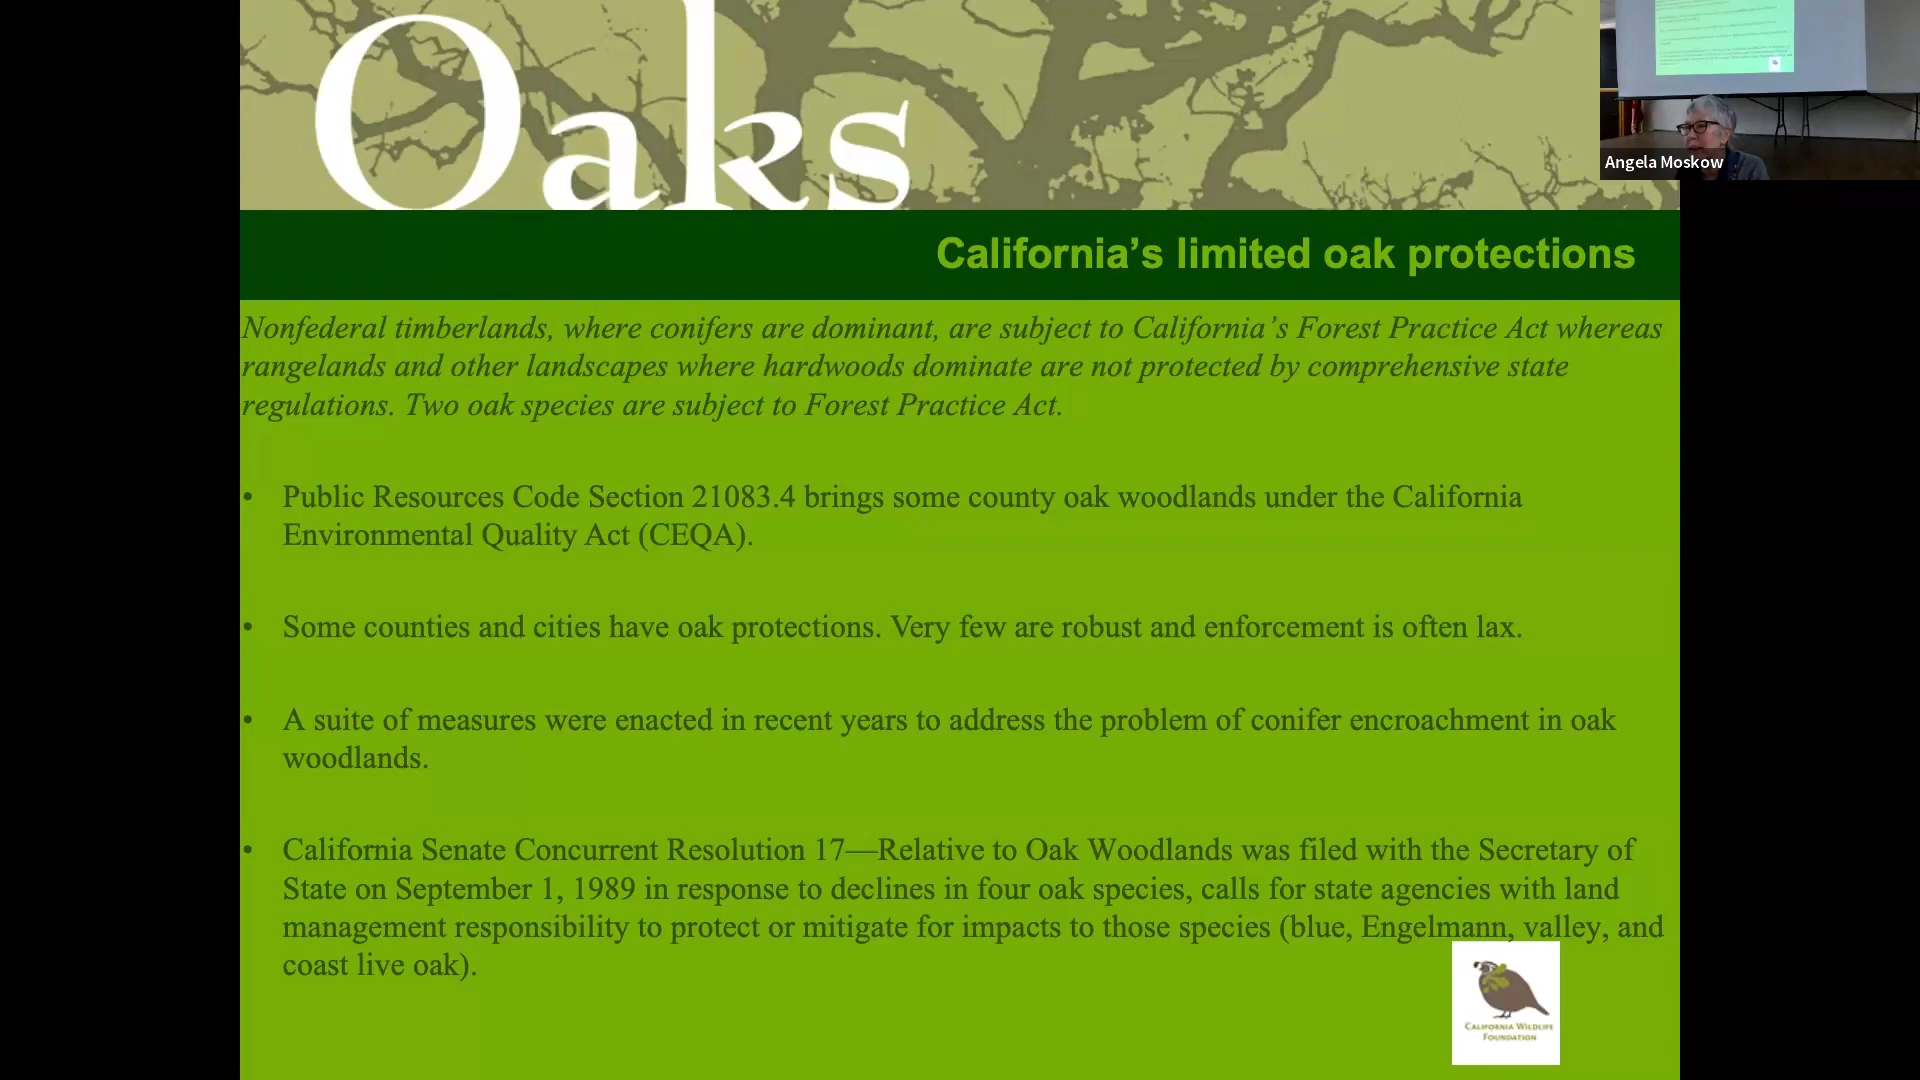 Oaks
Angela Moskow
California’s limited oak protections
Nonfederal timberlands, where conifers are dominant, are subject to California’s Forest Practice Act whereas
rangelands and other landscapes where hardwoods dominate are not protected by comprehensive state
regulations. Two oak species are subject to Forest Practice Act.
• Public Resources Code Section 21083.4 brings some county oak woodlands under the California
Environmental Quality Act (CEQA).
• Some counties and cities have oak protections. Very few are robust and enforcement is often lax.
• A suite of measures were enacted in recent years to address the problem of conifer encroachment in oak
woodlands.
• California Senate Concurrent Resolution 17—Relative to Oak Woodlands was filed with the Secretary of
State on September 1, 1989 in response to declines in four oak species, calls for state agencies with land
management responsibility to protect or mitigate for impacts to those species (blue, Engelmann, valley, and
coast live oak).
CALIFORNIA WILDLIFE
FOUNDATION